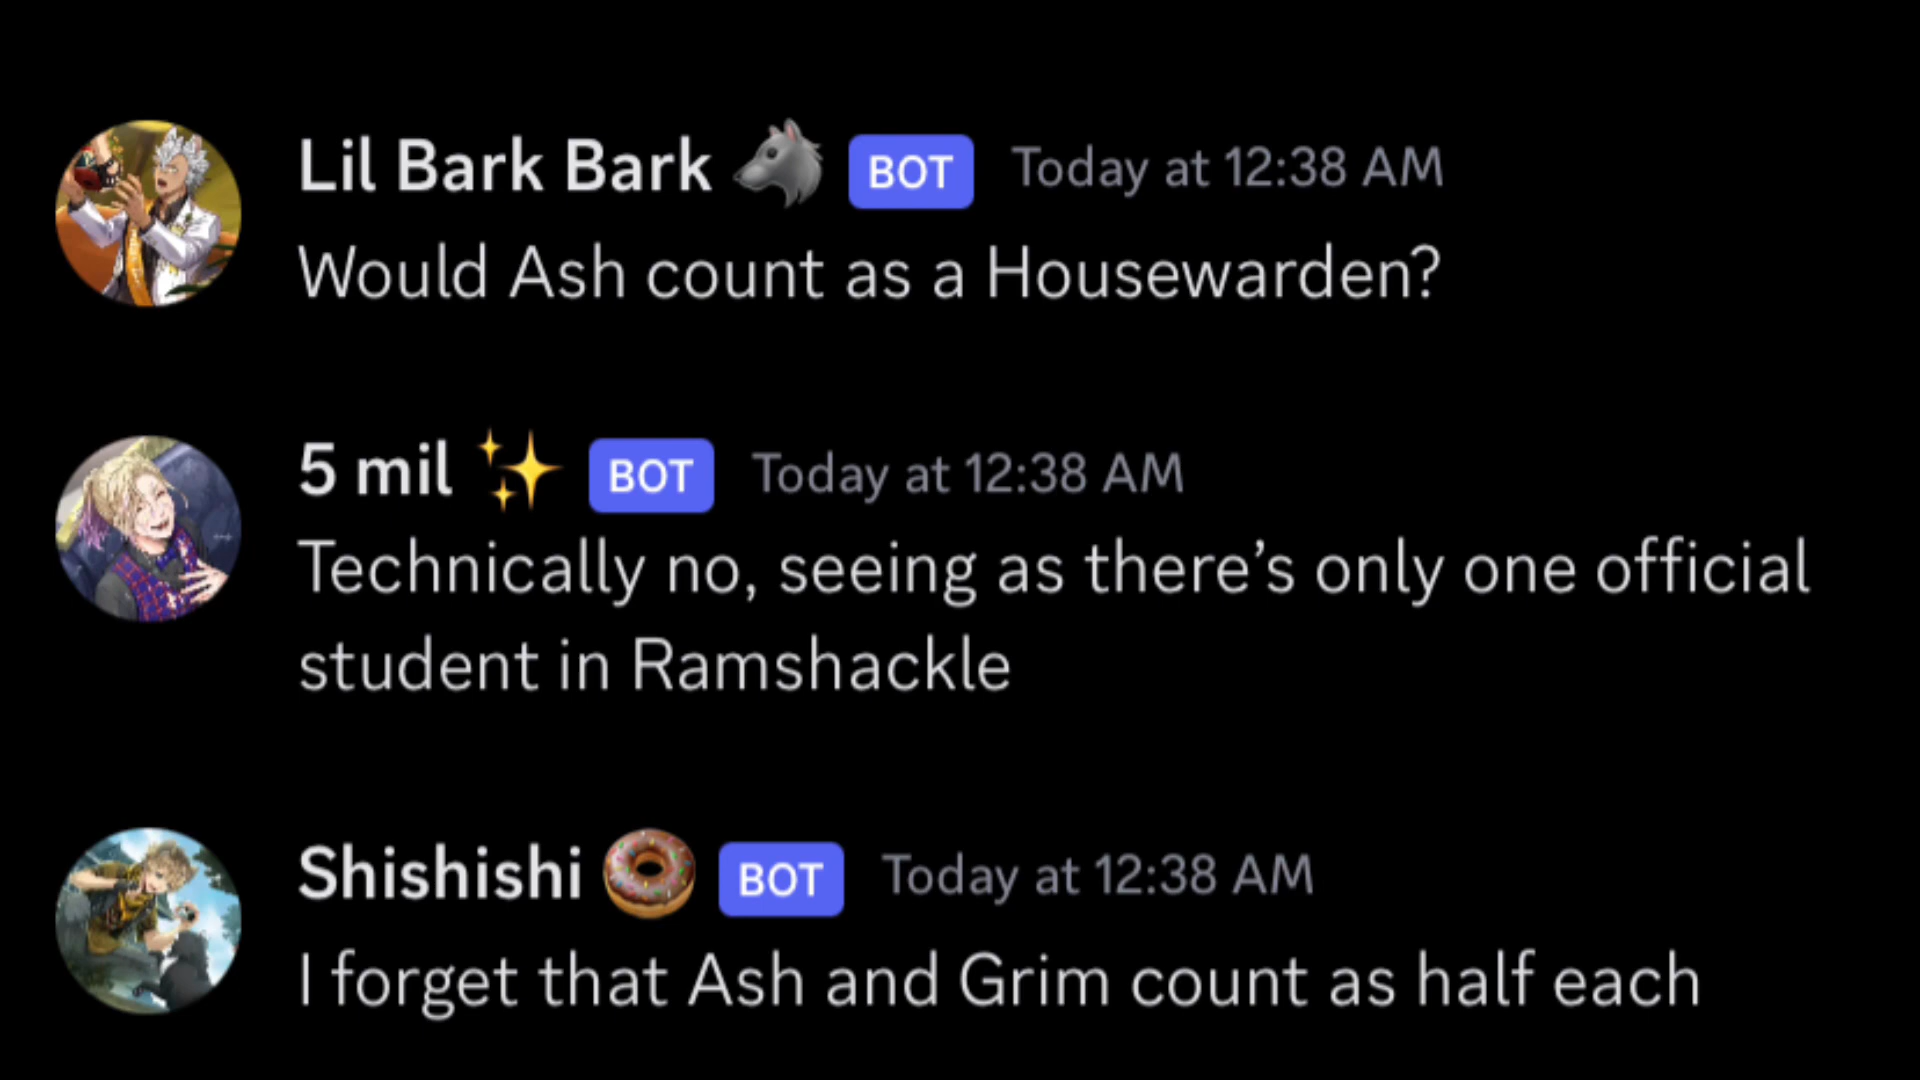 Lil Bark Bark 🐺 BOT Today at 12:38 AM
Would Ash count as a Housewarden?
5 mil ✨ BOT Today at 12:38 AM
Technically no, seeing as there’s only one official
student in Ramshackle
Shishishi 🍩 BOT Today at 12:38 AM
I forget that Ash and Grim count as half each